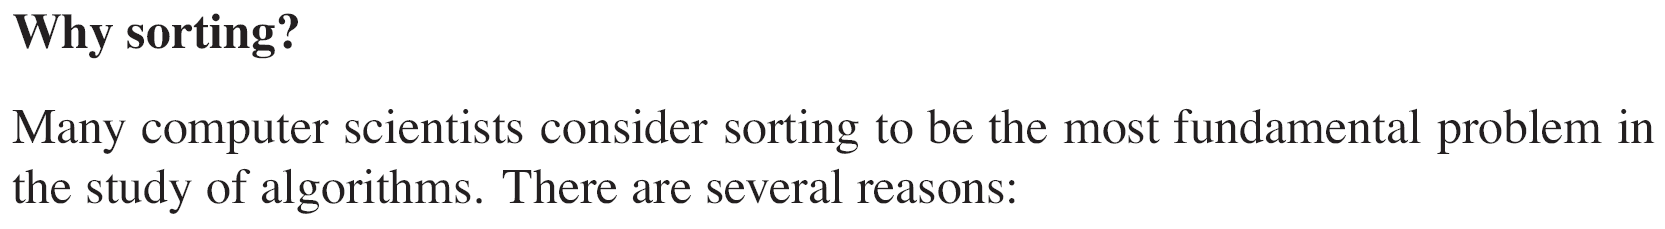 Why sorting?
Many computer scientists consider sorting to be the most fundamental problem in
the study of algorithms. There are several reasons: